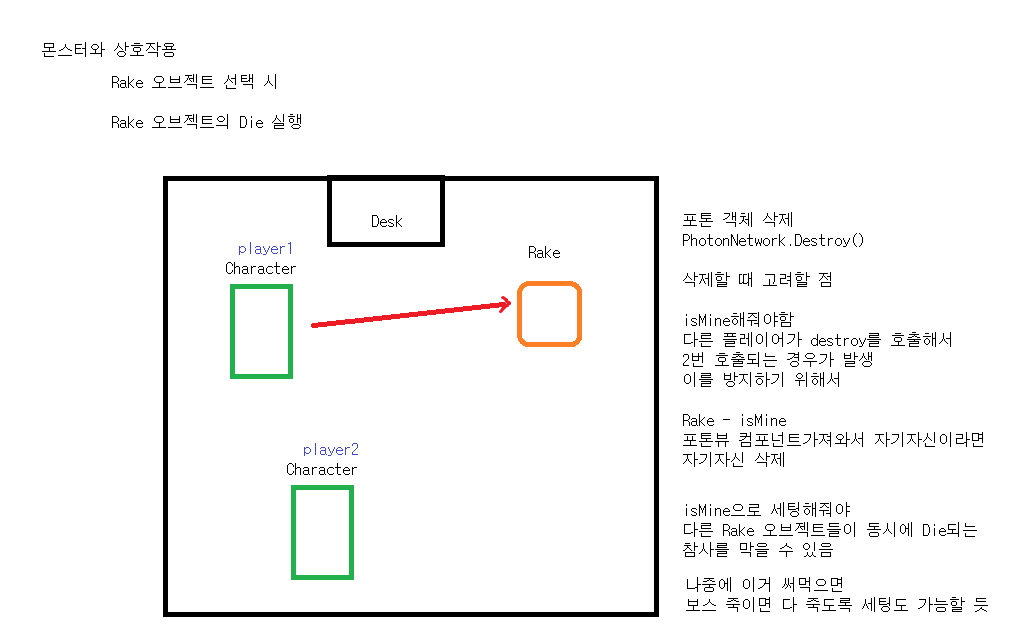 몬스터와 상호작용
Rake 오브젝트 선택 시
Rake 오브젝트의 Die 실행
Desk
player1
Character
Rake
player2
Character
포톤 객체 삭제
PhotonNetwork.Destroy()
삭제할 때 고려할 점
isMine해줘야함
다른 플레이어가 destroy를 호출해서
2번 호출되는 경우가 발생
이를 방지하기 위해서
Rake - isMine
포톤뷰 컴포넌트가져와서 자기자신이라면
자기자신 삭제
isMine으로 세팅해줘야
다른 Rake 오브젝트들이 동시에 Die되는
참사를 막을 수 있음
나중에 이거 써먹으면
보스 죽이면 다 죽도록 세팅도 가능할 듯